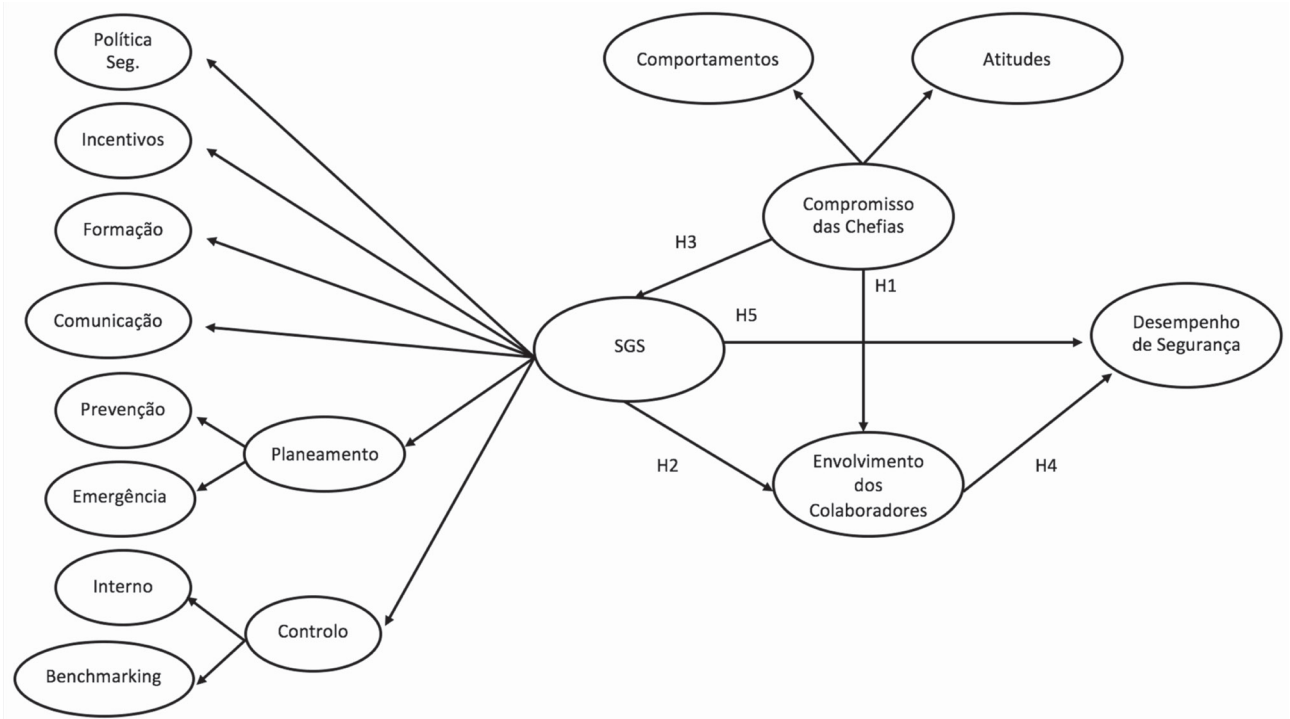 Política
Seg.
Incentivos
Formação
Comunicação
Prevenção
Planeamento
Emergência
Interno
Controlo
Benchmarking
Comportamentos
Atitudes
Compromisso
das Chefias
H3
H1
SGS
H5
Desempenho
de Segurança
H2
Envolvimento
dos
Colaboradores
H4